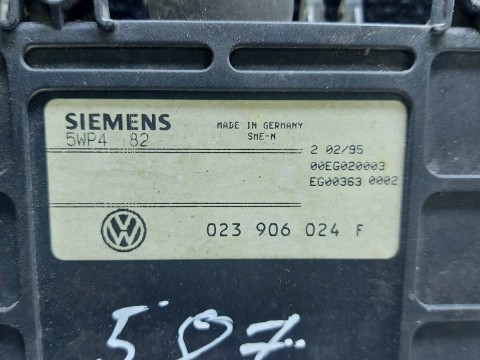 SIEMENS
5WP4 82
MADE IN GERMANY
SME-N
2 02/95
00EG020003
EG00363 0002
023 906 024 F
507